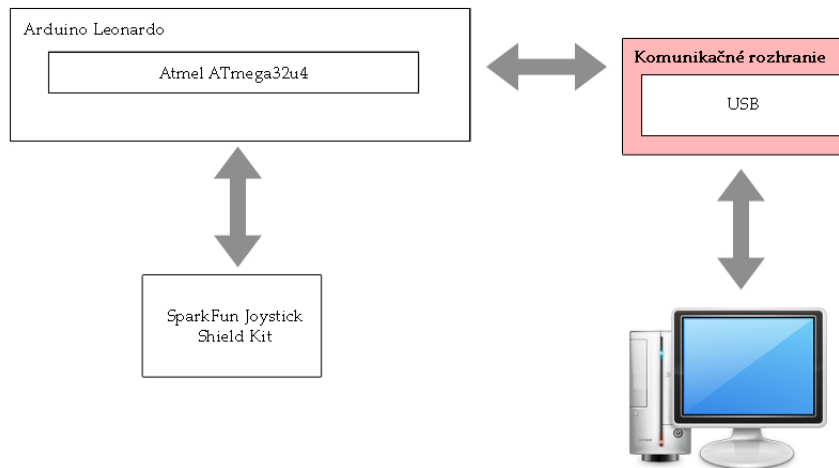 Arduino Leonardo
Atmel ATmega32u4
Komunikačné rozhranie
USB
SparkFun Joystick
Shield Kit